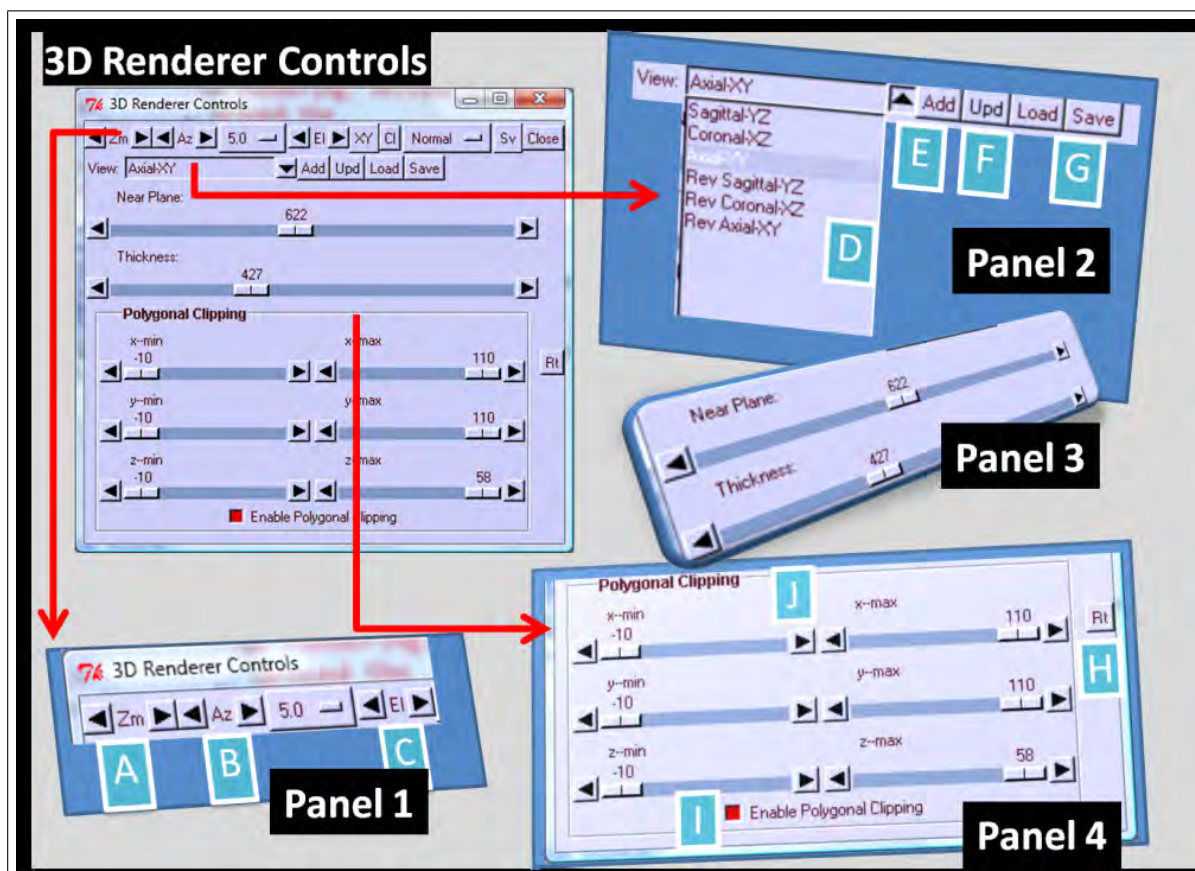 3D Renderer Controls
7% 3D Renderer Controls
Zm Az 5.0 El XY Cl Normal Sv Close
View: Axial-XY Add Upd Load Save
Near Plane:
622
Thickness:
427
Polygonal Clipping
x--min x--max
-10 110 Rt
y--min y--max
-10 110
z--min z--max
-10 58
Enable Polygonal Clipping
View: Axial-XY Add Upd Load Save
Sagittal-YZ
Coronal-XZ
Axial-XY
Rev Sagittal-YZ
Rev Coronal-XZ
Rev Axial-XY
D
E
F
G
Panel 2
Near Plane:
622
Thickness:
427
Panel 3
3D Renderer Controls
Zm Az 5.0 El
A
B
C
Panel 1
Polygonal Clipping
J
x--min x--max
-10 110 Rt
H
y--min y--max
-10 110
z--min z--max
-10 58
I
Enable Polygonal Clipping
Panel 4